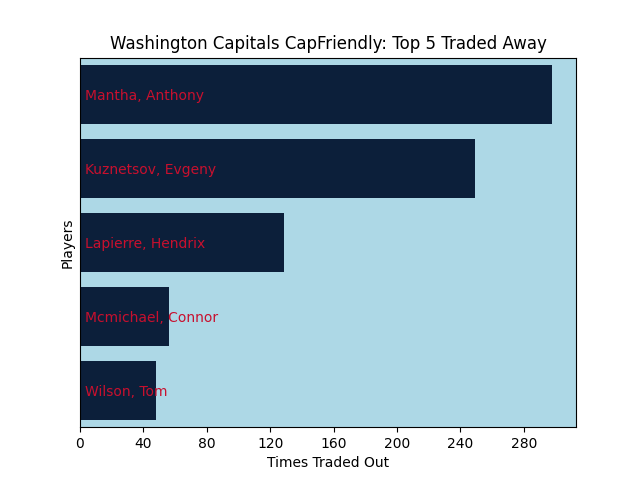 Washington Capitals CapFriendly: Top 5 Traded Away
Players
Mantha, Anthony
Kuznetsov, Evgeny
Lapierre, Hendrix
Mcmichael, Connor
Wilson, Tom
0 40 80 120 160 200 240 280
Times Traded Out